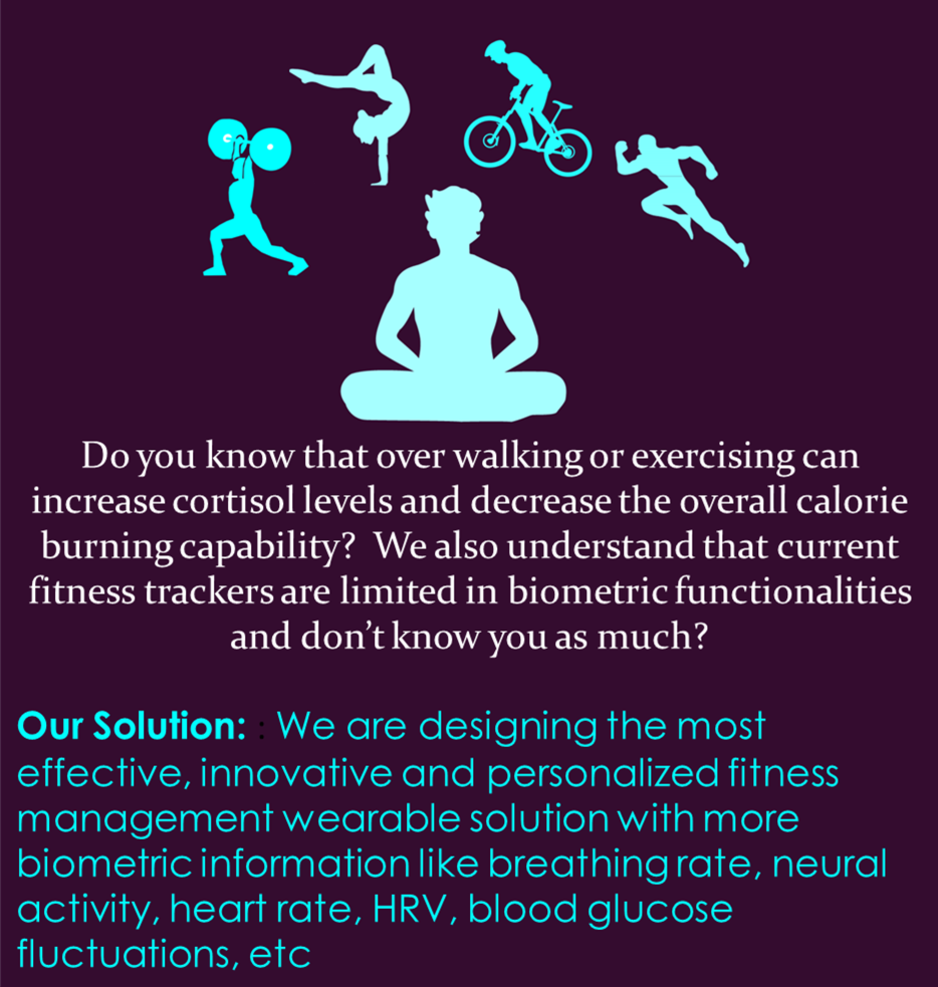 Do you know that over walking or exercising can
increase cortisol levels and decrease the overall calorie
burning capability? We also understand that current
fitness trackers are limited in biometric functionalities
and don’t know you as much?
Our Solution: : We are designing the most
effective, innovative and personalized fitness
management wearable solution with more
biometric information like breathing rate, neural
activity, heart rate, HRV, blood glucose
fluctuations, etc